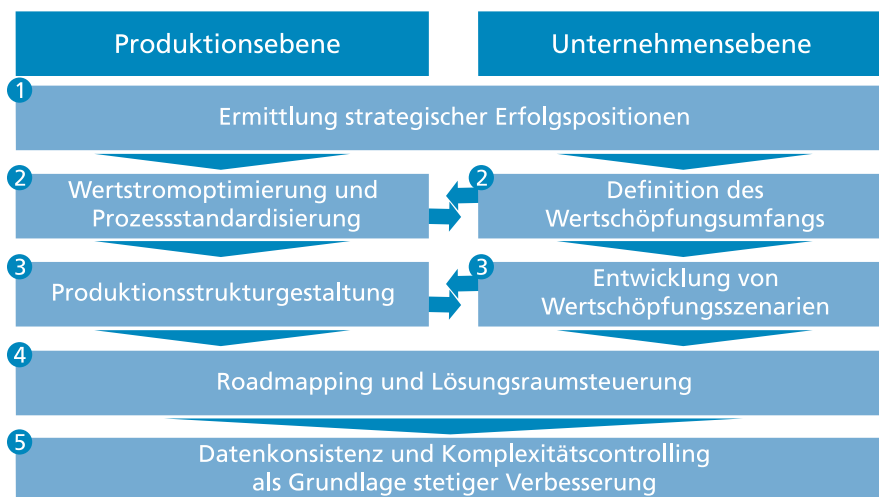 Produktionsebene
Unternehmensebene
1
Ermittlung strategischer Erfolgspositionen
2
Wertstromoptimierung und
Prozessstandardisierung
2
Definition des
Wertschöpfungsumfangs
3
Produktionsstrukturgestaltung
3
Entwicklung von
Wertschöpfungsszenarien
4
Roadmapping und Lösungsraumsteuerung
5
Datenkonsistenz und Komplexitätscontrolling
als Grundlage stetiger Verbesserung